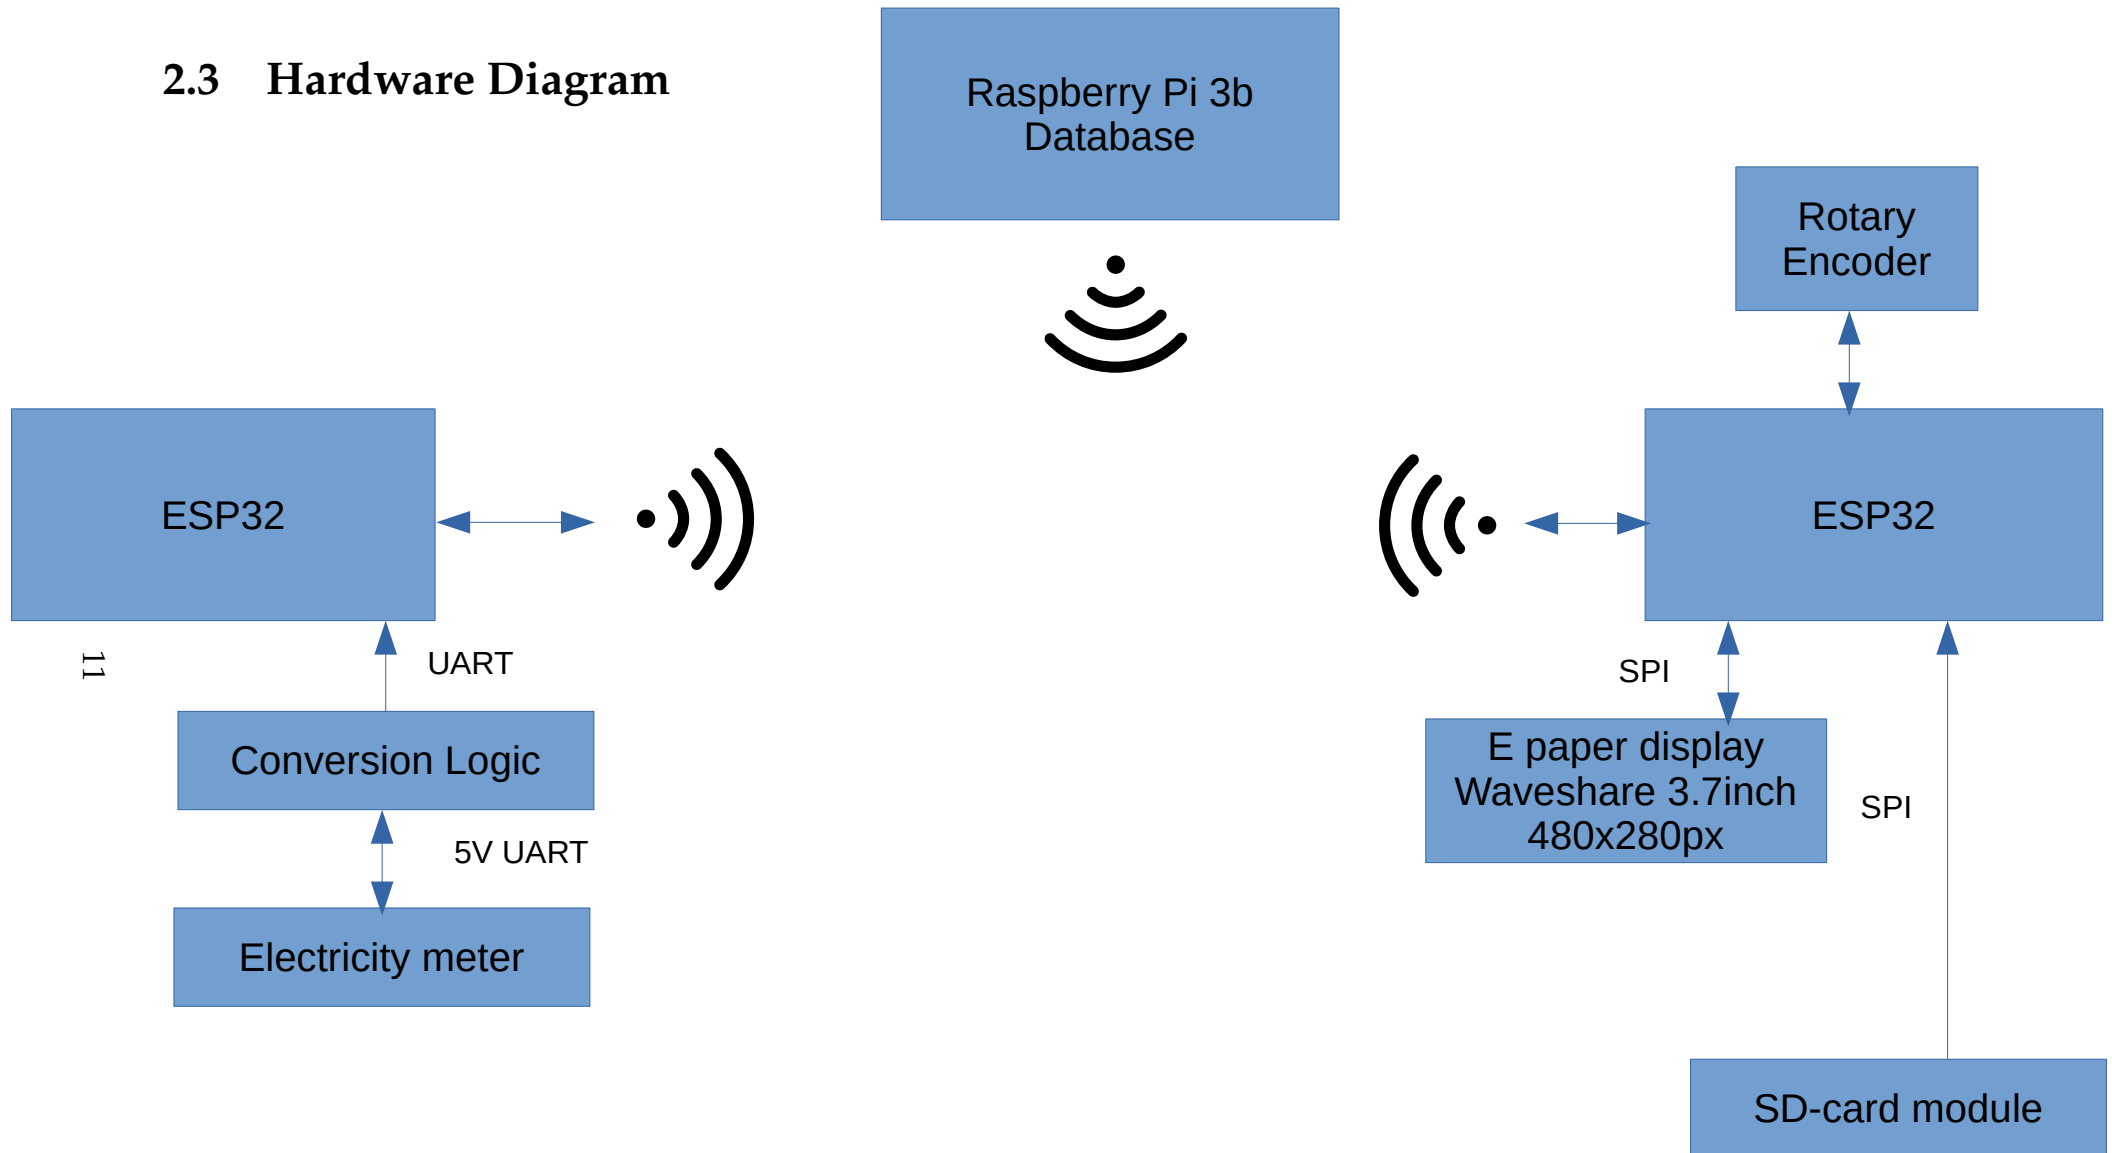 2.3 Hardware Diagram
Raspberry Pi 3b
Database
Rotary
Encoder
ESP32
ESP32
11
UART
SPI
Conversion Logic
E paper display
Waveshare 3.7inch
480x280px
SPI
5V UART
Electricity meter
SD-card module